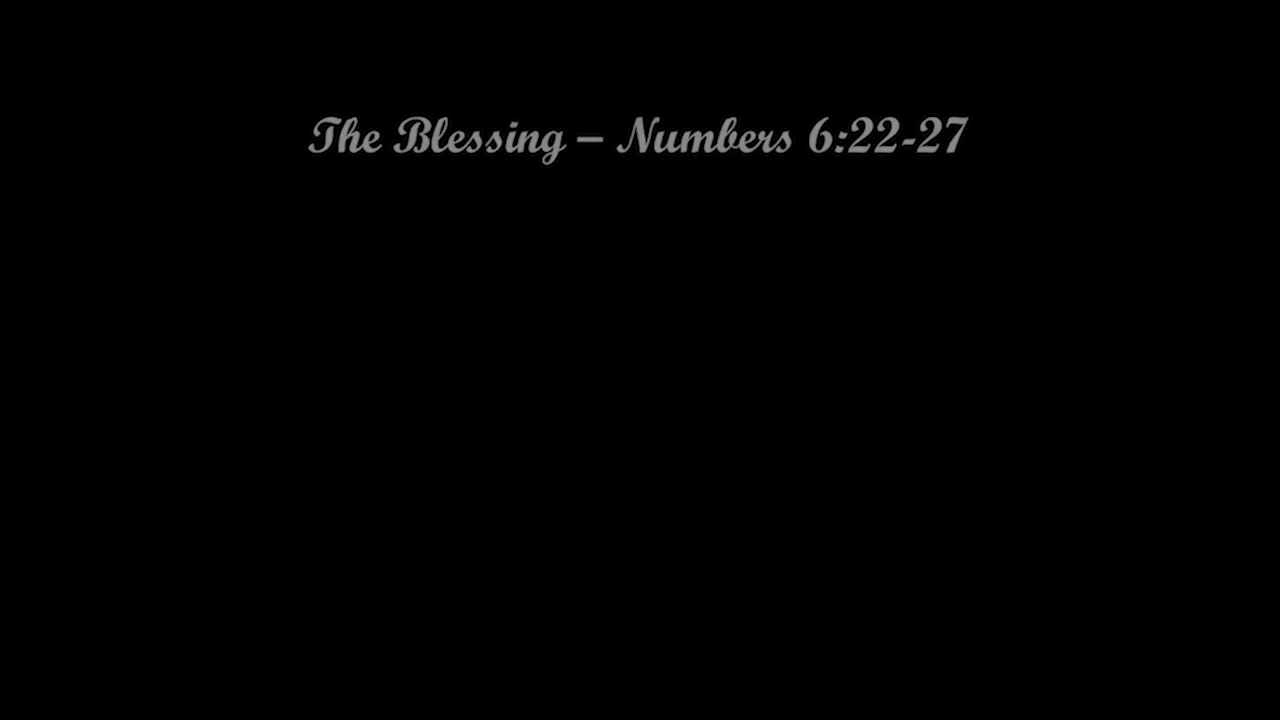 The Blessing – Numbers 6:22-27